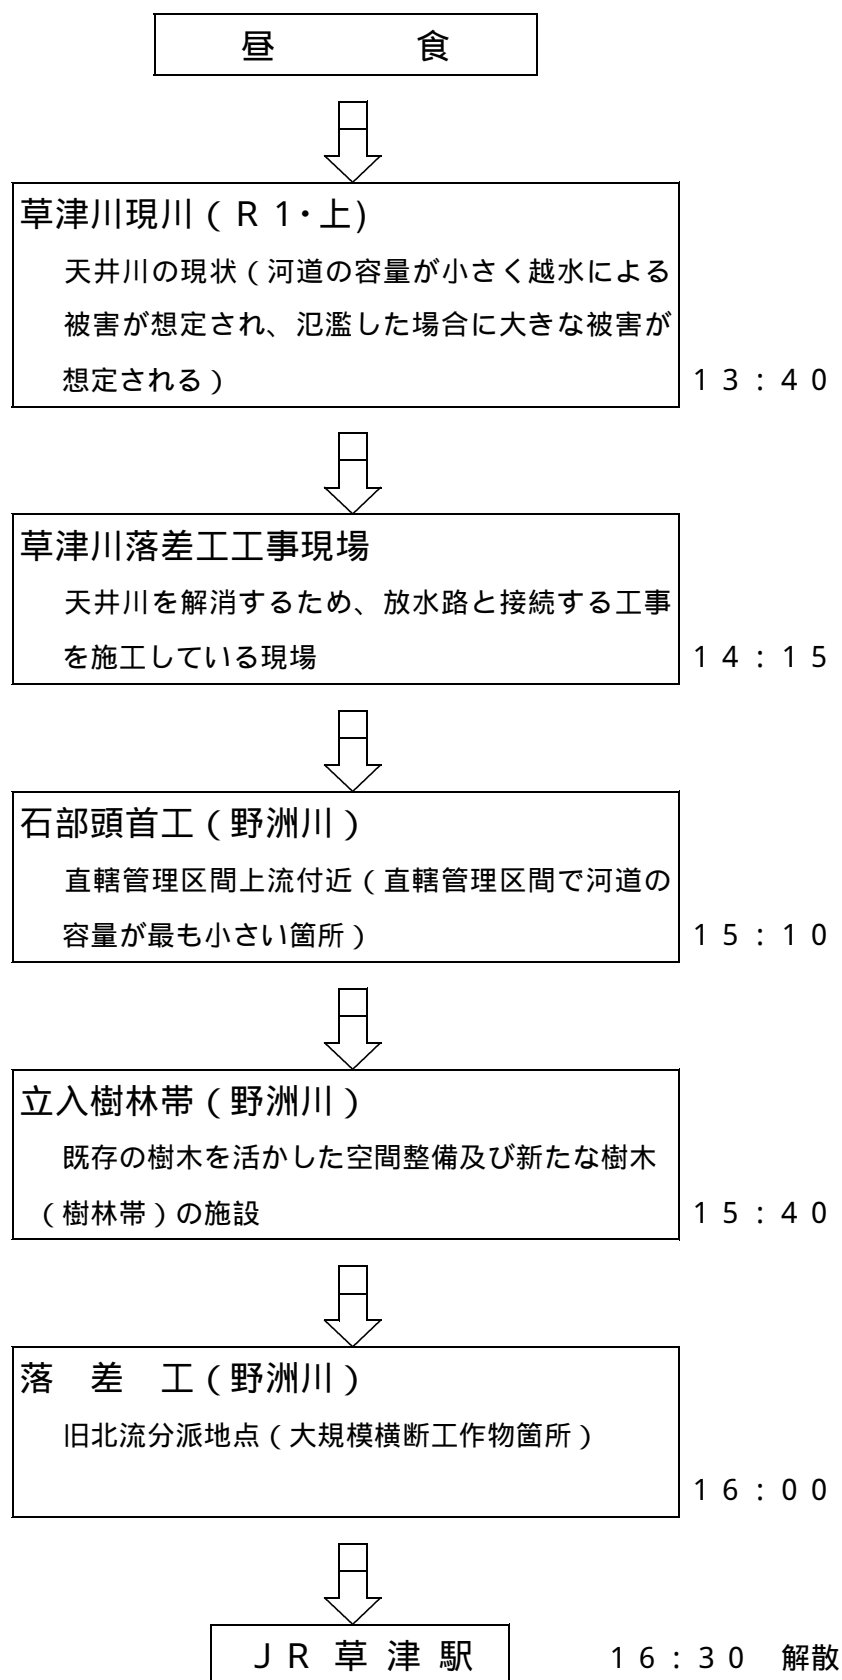 昼　　　　食
草津川現川（Ｒ１・上）
天井川の現状（河道の容量が小さく越水による
被害が想定され、氾濫した場合に大きな被害が
想定される）
１３：４０
草津川落差工工事現場
天井川を解消するため、放水路と接続する工事
を施工している現場
１４：１５
石部頭首工（野洲川）
直轄管理区間上流付近（直轄管理区間で河道の
容量が最も小さい箇所）
１５：１０
立入樹林帯（野洲川）
既存の樹木を活かした空間整備及び新たな樹木
（樹林帯）の施設
１５：４０
落　差　工（野洲川）
旧北流分派地点（大規模横断工作物箇所）
１６：００
ＪＲ草津駅　　１６：３０　解散